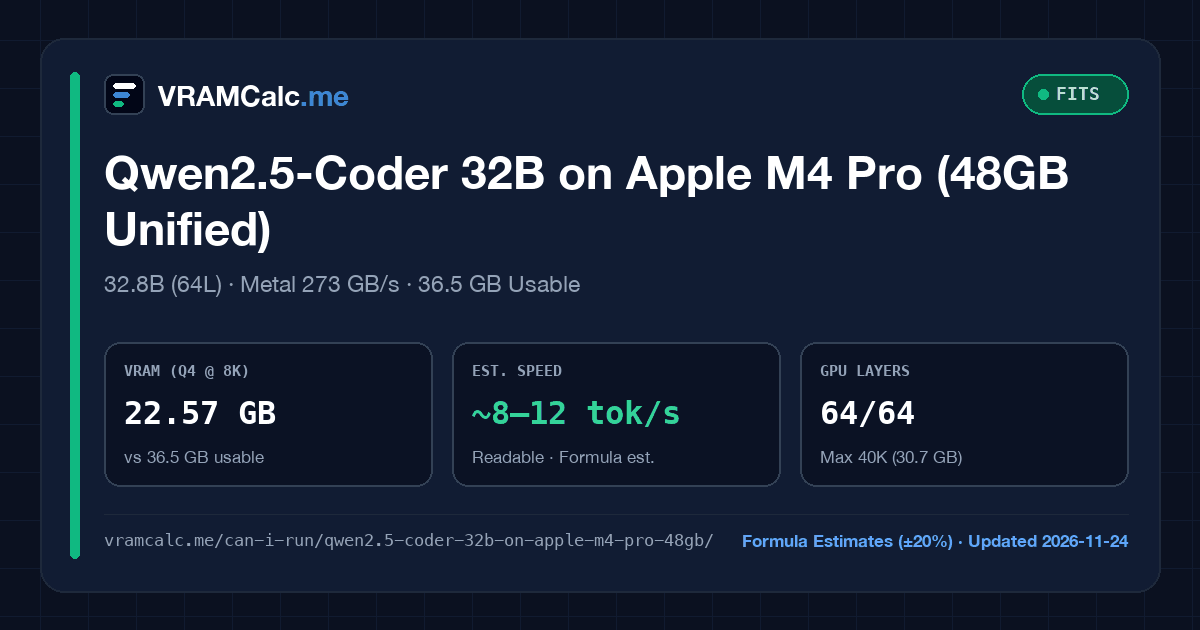 VRAMCalc.me
FITS
Qwen2.5-Coder 32B on Apple M4 Pro (48GB
Unified)
32.8B (64L) · Metal 273 GB/s · 36.5 GB Usable
VRAM (Q4 @ 8K)
22.57 GB
vs 36.5 GB usable
EST. SPEED
~8–12 tok/s
Readable · Formula est.
GPU LAYERS
64/64
Max 40K (30.7 GB)
vramcalc.me/can-i-run/qwen2.5-coder-32b-on-apple-m4-pro-48gb/
Formula Estimates (±20%) · Updated 2026-11-24